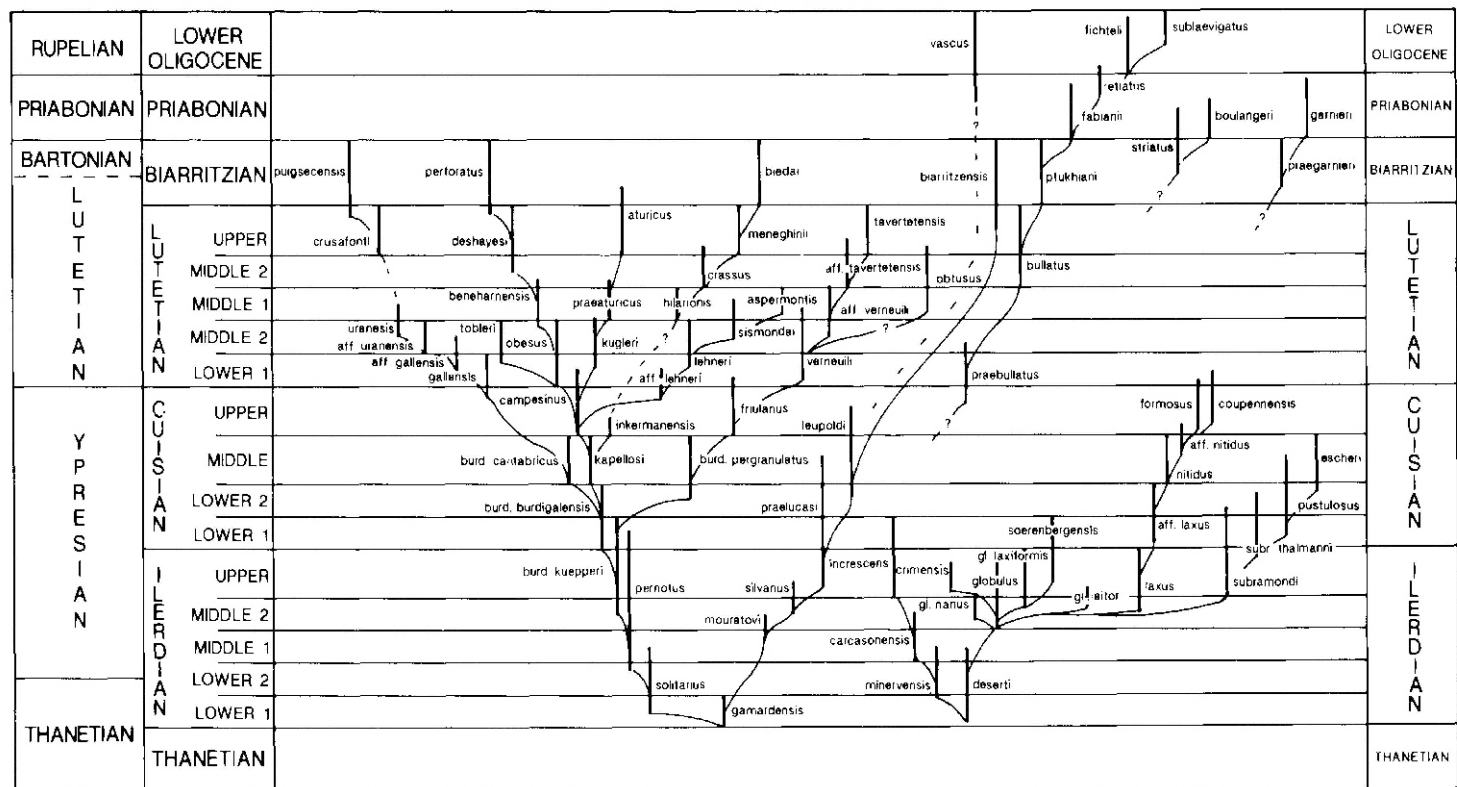 RUPELIAN
LOWER
OLIGOCENE
vascus
fichteli
sublaevigatus
LOWER
OLIGOCENE
PRIABONIAN
PRIABONIAN
retiatus
fabianii
boulangeri
garnieri
PRIABONIAN
?
BARTONIAN
BIARRITZIAN
puigsecensis
perforatus
biedai
biarritzensis
ptukhiani
striatus
praegarnieri
BIARRITZIAN
?
?
LUTETIAN
LUTETIAN
UPPER
crusafonti
deshayesi
aturicus
meneghinii
tavertetensis
LUTETIAN
MIDDLE 2
crassus
aff. tavertetensis
obtusus
bullatus
MIDDLE 1
beneharnensis
praeaturicus
hilarionis
aspermontis
aff. verneuili
MIDDLE 2
uranesis
aff uranensis
tobleri
obesus
kugleri
?
sismondai
?
LOWER 1
aff. gallensis
gallensis
lehneri
verneuili
campesinus
aff lehneri
praebullatus
YPRESIAN
CUISIAN
UPPER
inkermanensis
friulanus
leupoldi
?
formosus
coupennensis
CUISIAN
MIDDLE
burd. cantabricus
kapellosi
burd. pergranulatus
aff. nitidus
nitidus
escheri
LOWER 2
burd. burdigalensis
praelucasi
pustulosus
LOWER 1
soerenbergensis
aff. laxus
subr. thalmanni
ILERDIAN
UPPER
burd kuepperi
pernotus
silvanus
increscens
crimensis
gl. laxiformis
globulus
laxus
subramondi
ILERDIAN
MIDDLE 2
mouratovi
gl. nanus
MIDDLE 1
carcasonensis
LOWER 2
solitarius
minervensis
deserti
LOWER 1
gamardensis
THANETIAN
THANETIAN
THANETIAN